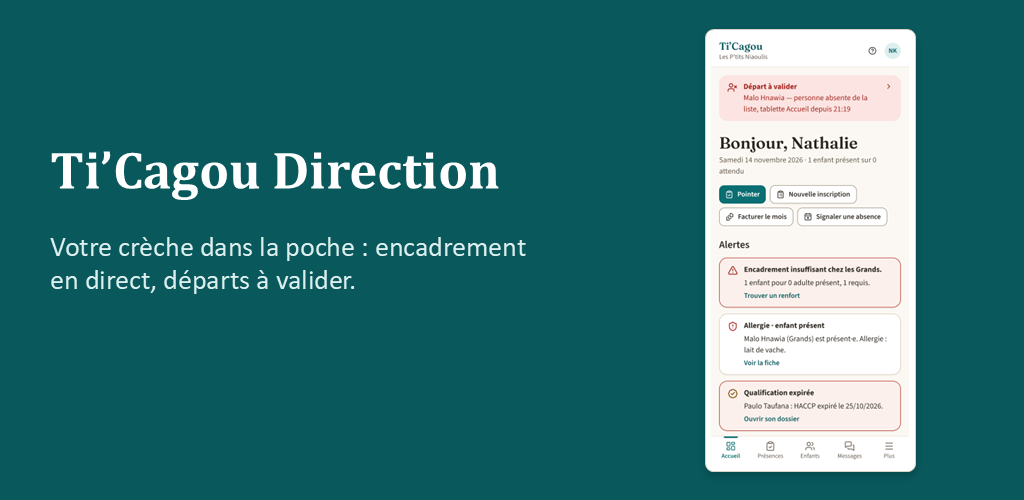 Ti’Cagou Direction
Votre crèche dans la poche : encadrement
en direct, départs à valider.
Ti’Cagou
Les P’tits Niaoulis
NK
Départ à valider
Malo Hnawia — personne absente de la
liste, tablette Accueil depuis 21:19
Bonjour, Nathalie
Samedi 14 novembre 2026 · 1 enfant présent sur 0
attendu
Pointer
Nouvelle inscription
Facturer le mois
Signaler une absence
Alertes
Encadrement insuffisant chez les Grands.
1 enfant pour 0 adulte présent, 1 requis.
Trouver un renfort
Allergie · enfant présent
Malo Hnawia (Grands) est présent·e. Allergie :
lait de vache.
Voir la fiche
Qualification expirée
Paulo Taufana : HACCP expiré le 25/10/2026.
Ouvrir son dossier
Accueil
Présences
Enfants
Messages
Plus